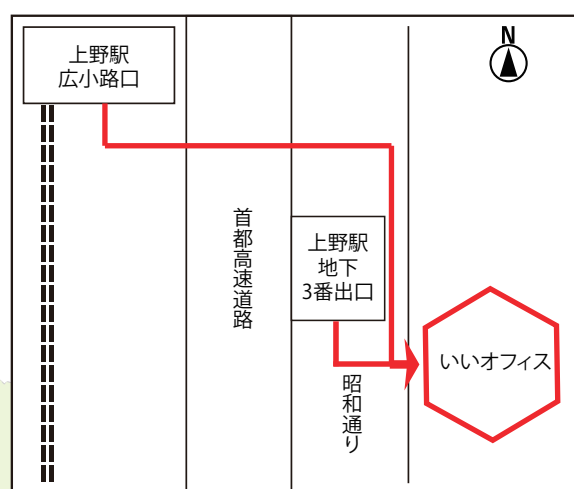 上野駅
広小路口
N
首都高速道路
上野駅
地下
3番出口
いいオフィス
昭和通り